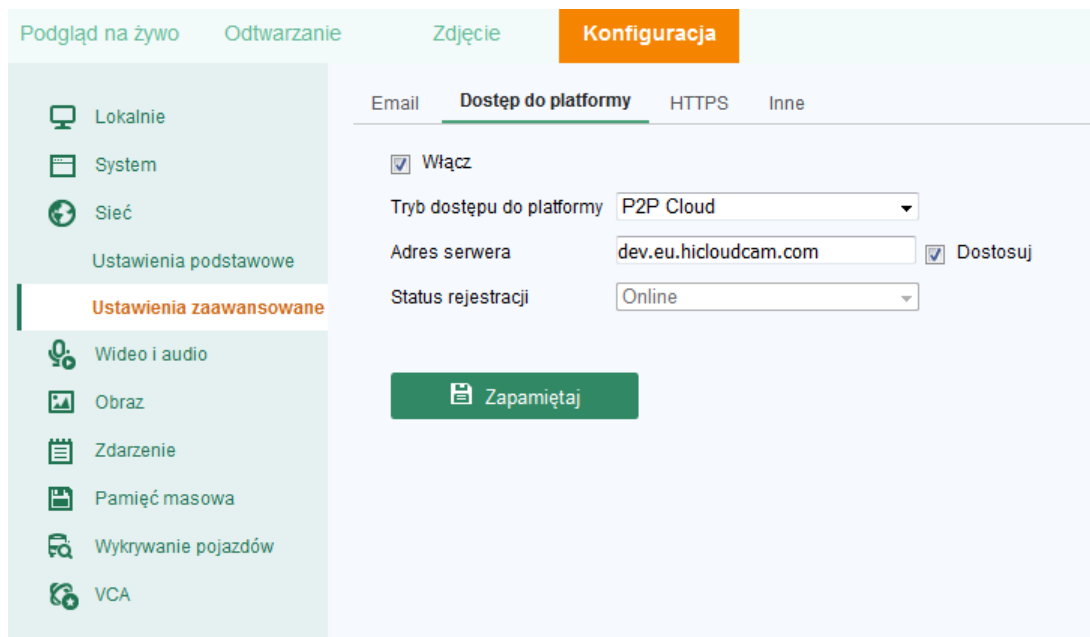 Podgląd na żywo Odtwarzanie Zdjęcie Konfiguracja
Lokalnie
System
Sieć
Ustawienia podstawowe
Ustawienia zaawansowane
Wideo i audio
Obraz
Zdarzenie
Pamięć masowa
Wykrywanie pojazdów
VCA
Email Dostęp do platformy HTTPS Inne
Włącz
Tryb dostępu do platformy P2P Cloud
Adres serwera dev.eu.hicloudcam.com Dostosuj
Status rejestracji Online
Zapamiętaj